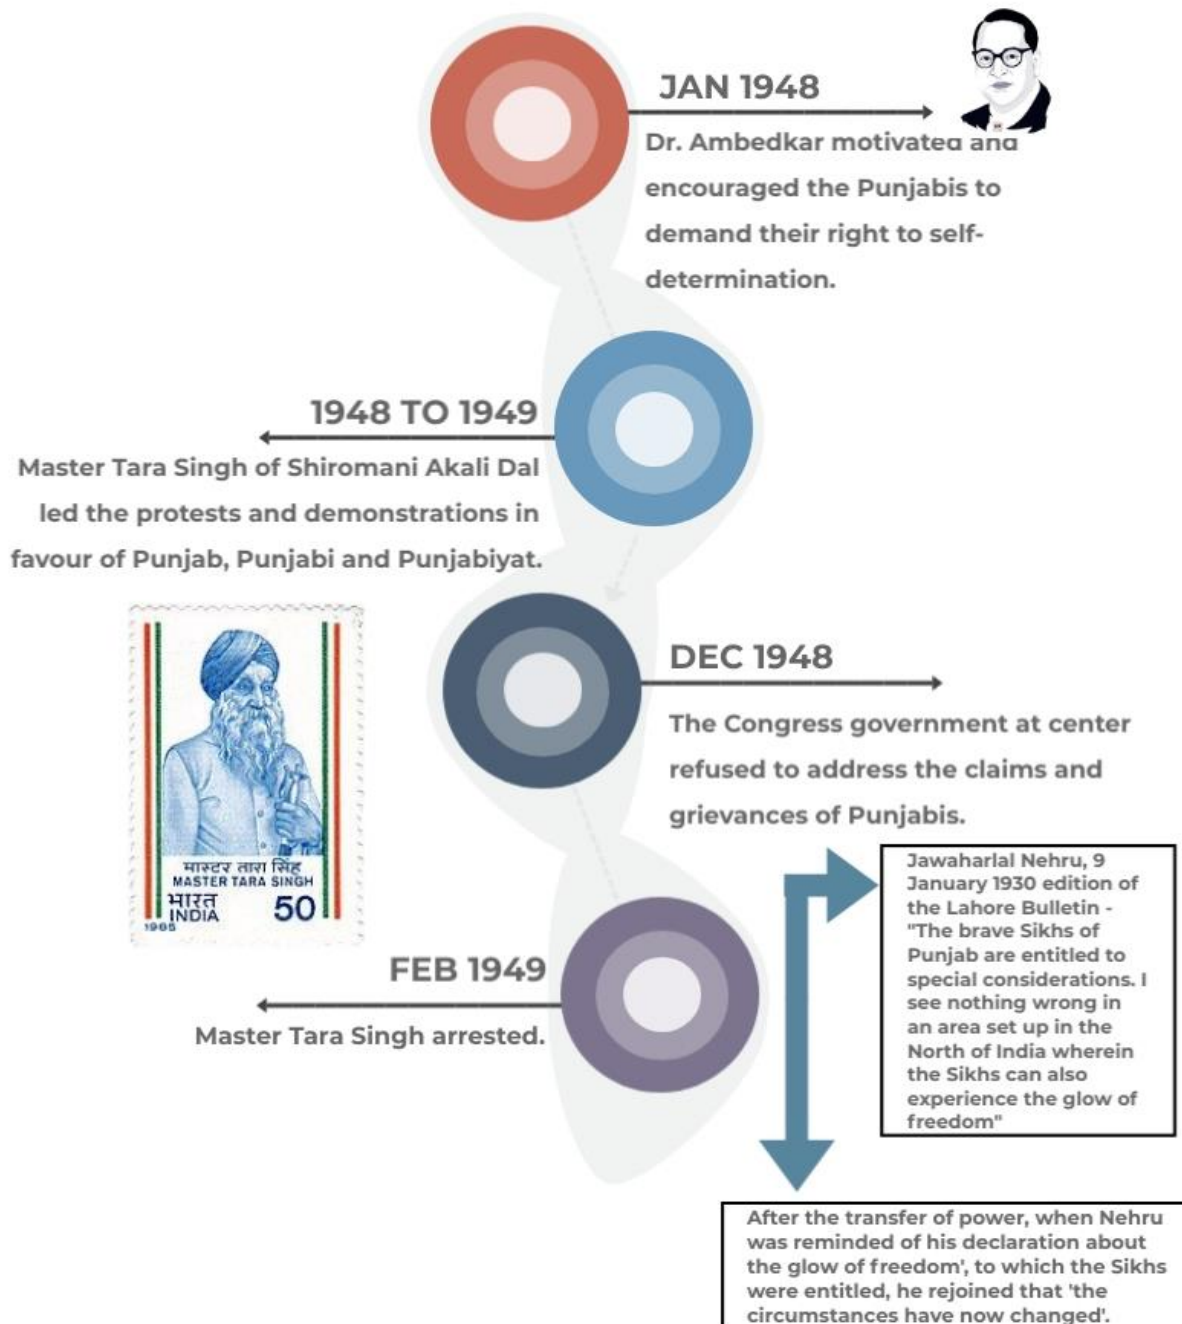 JAN 1948
Dr. Ambedkar motivated and
encouraged the Punjabis to
demand their right to self-
determination.
1948 TO 1949
Master Tara Singh of Shiromani Akali Dal
led the protests and demonstrations in
favour of Punjab, Punjabi and Punjabiyat.
मास्टर तारा सिंह
MASTER TARA SINGH
भारत
INDIA
50
1985
DEC 1948
The Congress government at center
refused to address the claims and
grievances of Punjabis.
Jawaharlal Nehru, 9
January 1930 edition of
the Lahore Bulletin -
"The brave Sikhs of
Punjab are entitled to
special considerations. I
see nothing wrong in
an area set up in the
North of India wherein
the Sikhs can also
experience the glow of
freedom"
FEB 1949
Master Tara Singh arrested.
After the transfer of power, when Nehru
was reminded of his declaration about
the glow of freedom', to which the Sikhs
were entitled, he rejoined that 'the
circumstances have now changed'.